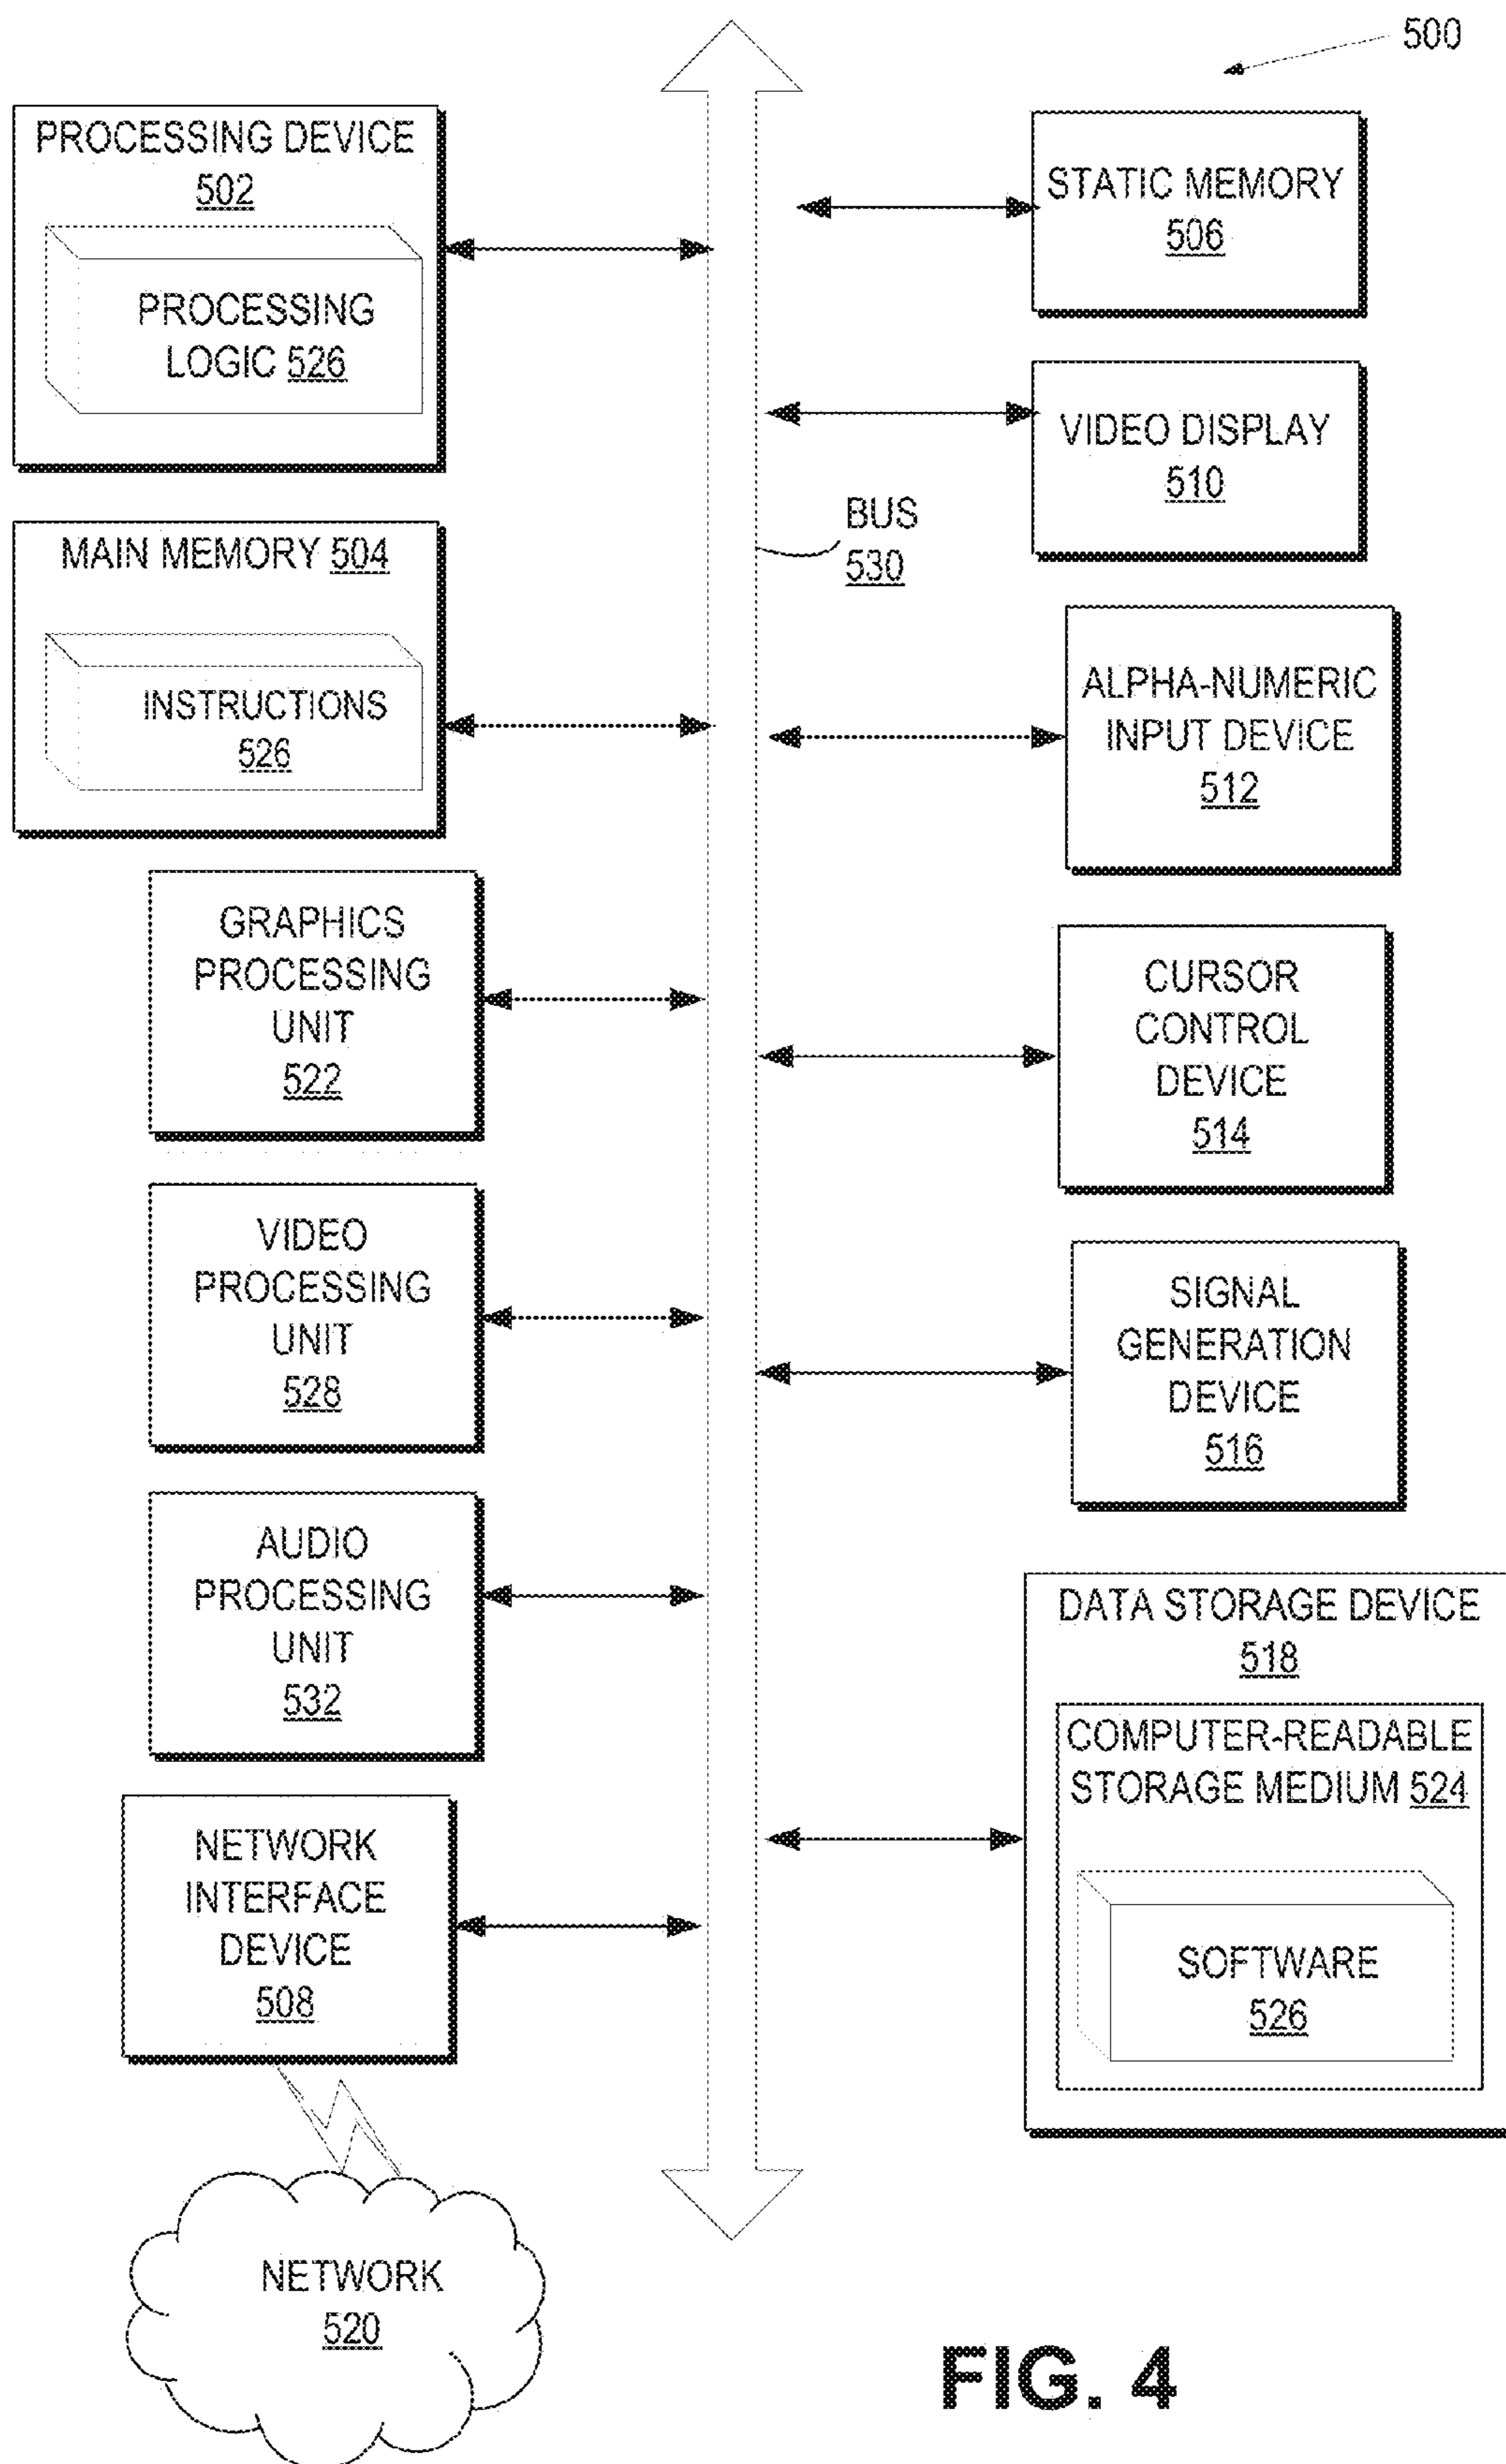 500
PROCESSING DEVICE
502
PROCESSING
LOGIC 526
MAIN MEMORY 504
INSTRUCTIONS
526
GRAPHICS
PROCESSING
UNIT
522
VIDEO
PROCESSING
UNIT
528
AUDIO
PROCESSING
UNIT
532
NETWORK
INTERFACE
DEVICE
508
NETWORK
520
BUS
530
STATIC MEMORY
506
VIDEO DISPLAY
510
ALPHA-NUMERIC
INPUT DEVICE
512
CURSOR
CONTROL
DEVICE
514
SIGNAL
GENERATION
DEVICE
516
DATA STORAGE DEVICE
518
COMPUTER-READABLE
STORAGE MEDIUM 524
SOFTWARE
526
FIG. 4